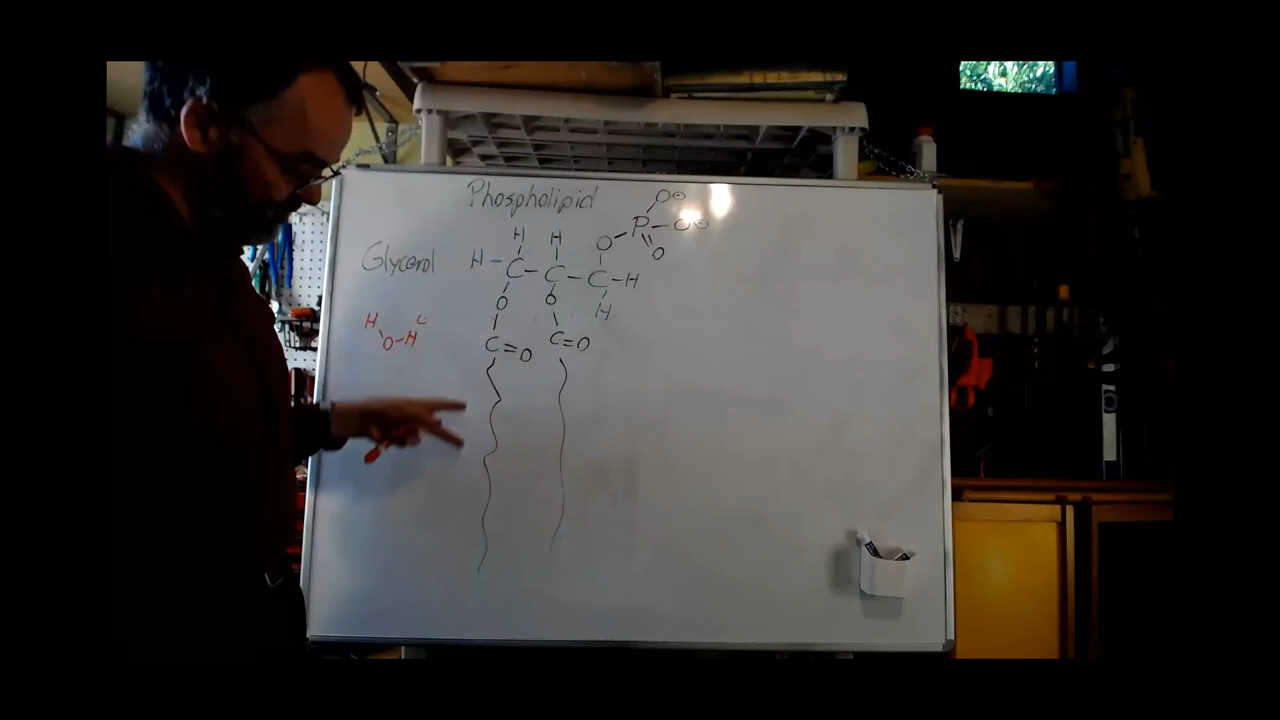 Phospholipid
O⊖
P – O⊖
H H O O
Glycerol H – C – C – C – H
O O H
H
O – H C = O C = O